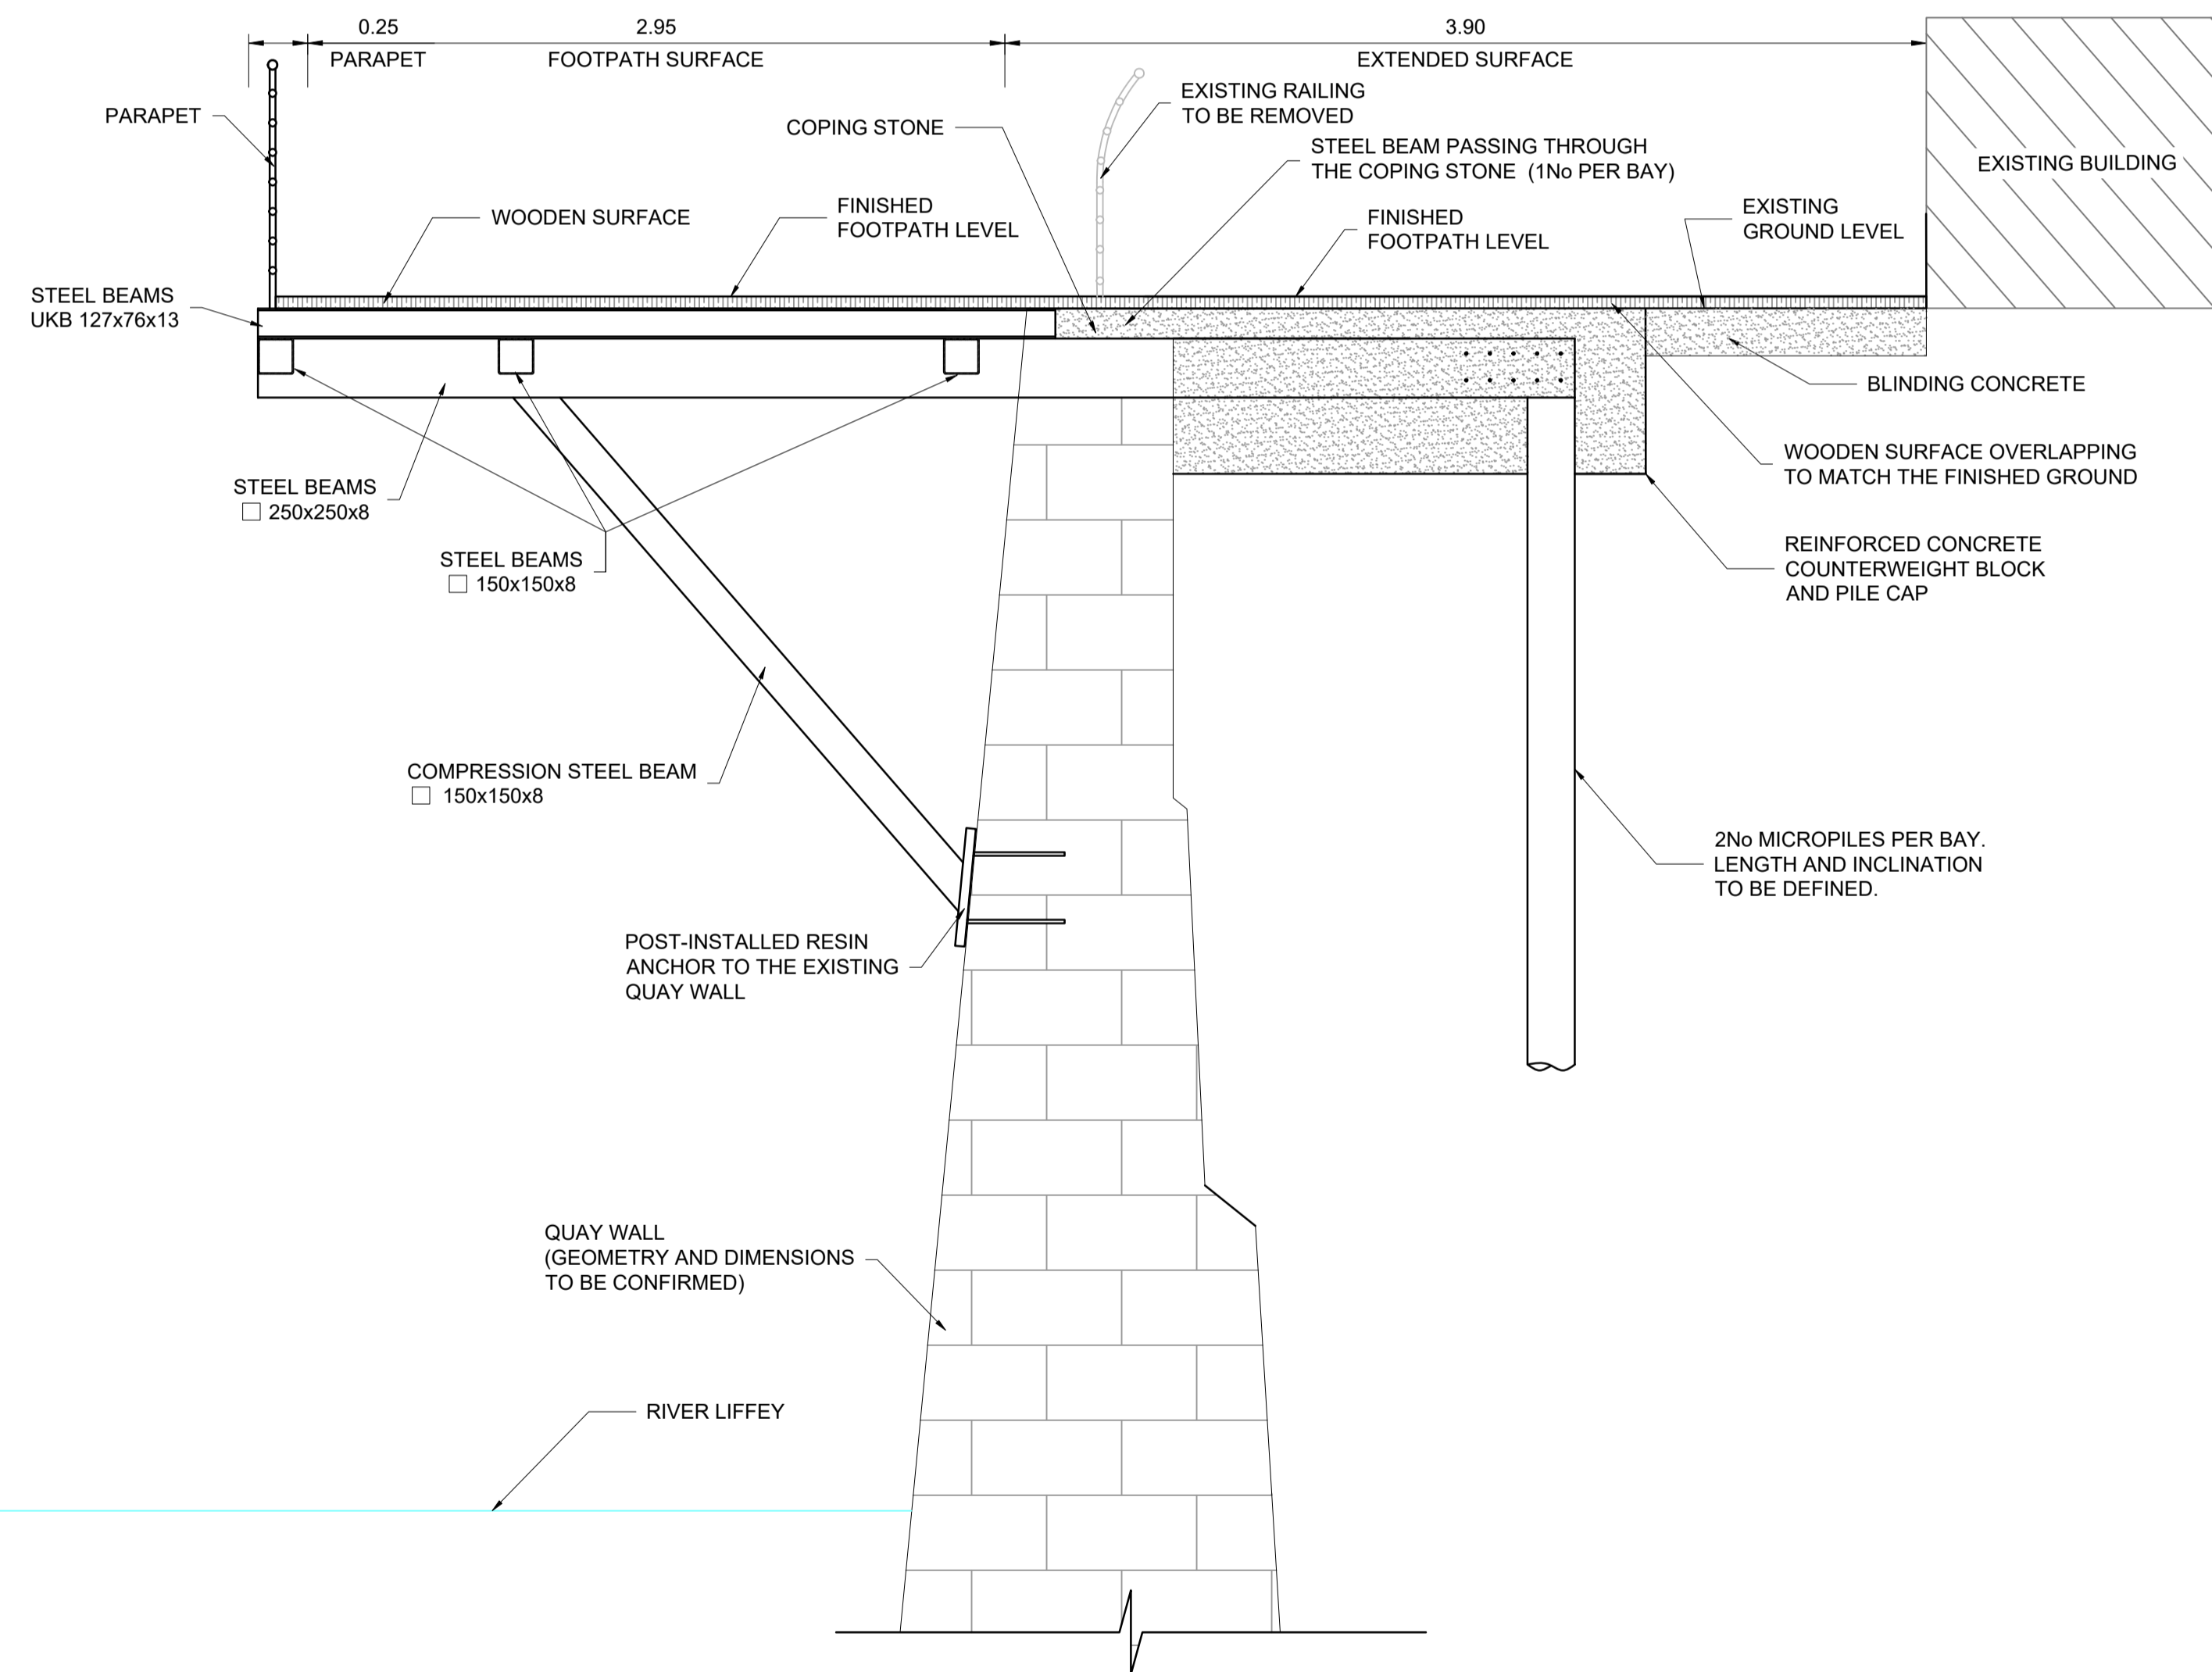 0.25
2.95
3.90
PARAPET
FOOTPATH SURFACE
EXTENDED SURFACE
PARAPET
COPING STONE
EXISTING RAILING
TO BE REMOVED
STEEL BEAM PASSING THROUGH
THE COPING STONE (1No PER BAY)
EXISTING BUILDING
WOODEN SURFACE
FINISHED
FOOTPATH LEVEL
FINISHED
FOOTPATH LEVEL
EXISTING
GROUND LEVEL
STEEL BEAMS
UKB 127x76x13
BLINDING CONCRETE
WOODEN SURFACE OVERLAPPING
TO MATCH THE FINISHED GROUND
STEEL BEAMS
□ 250x250x8
STEEL BEAMS
□ 150x150x8
REINFORCED CONCRETE
COUNTERWEIGHT BLOCK
AND PILE CAP
COMPRESSION STEEL BEAM
□ 150x150x8
2No MICROPILES PER BAY.
LENGTH AND INCLINATION
TO BE DEFINED.
POST-INSTALLED RESIN
ANCHOR TO THE EXISTING
QUAY WALL
QUAY WALL
(GEOMETRY AND DIMENSIONS
TO BE CONFIRMED)
RIVER LIFFEY